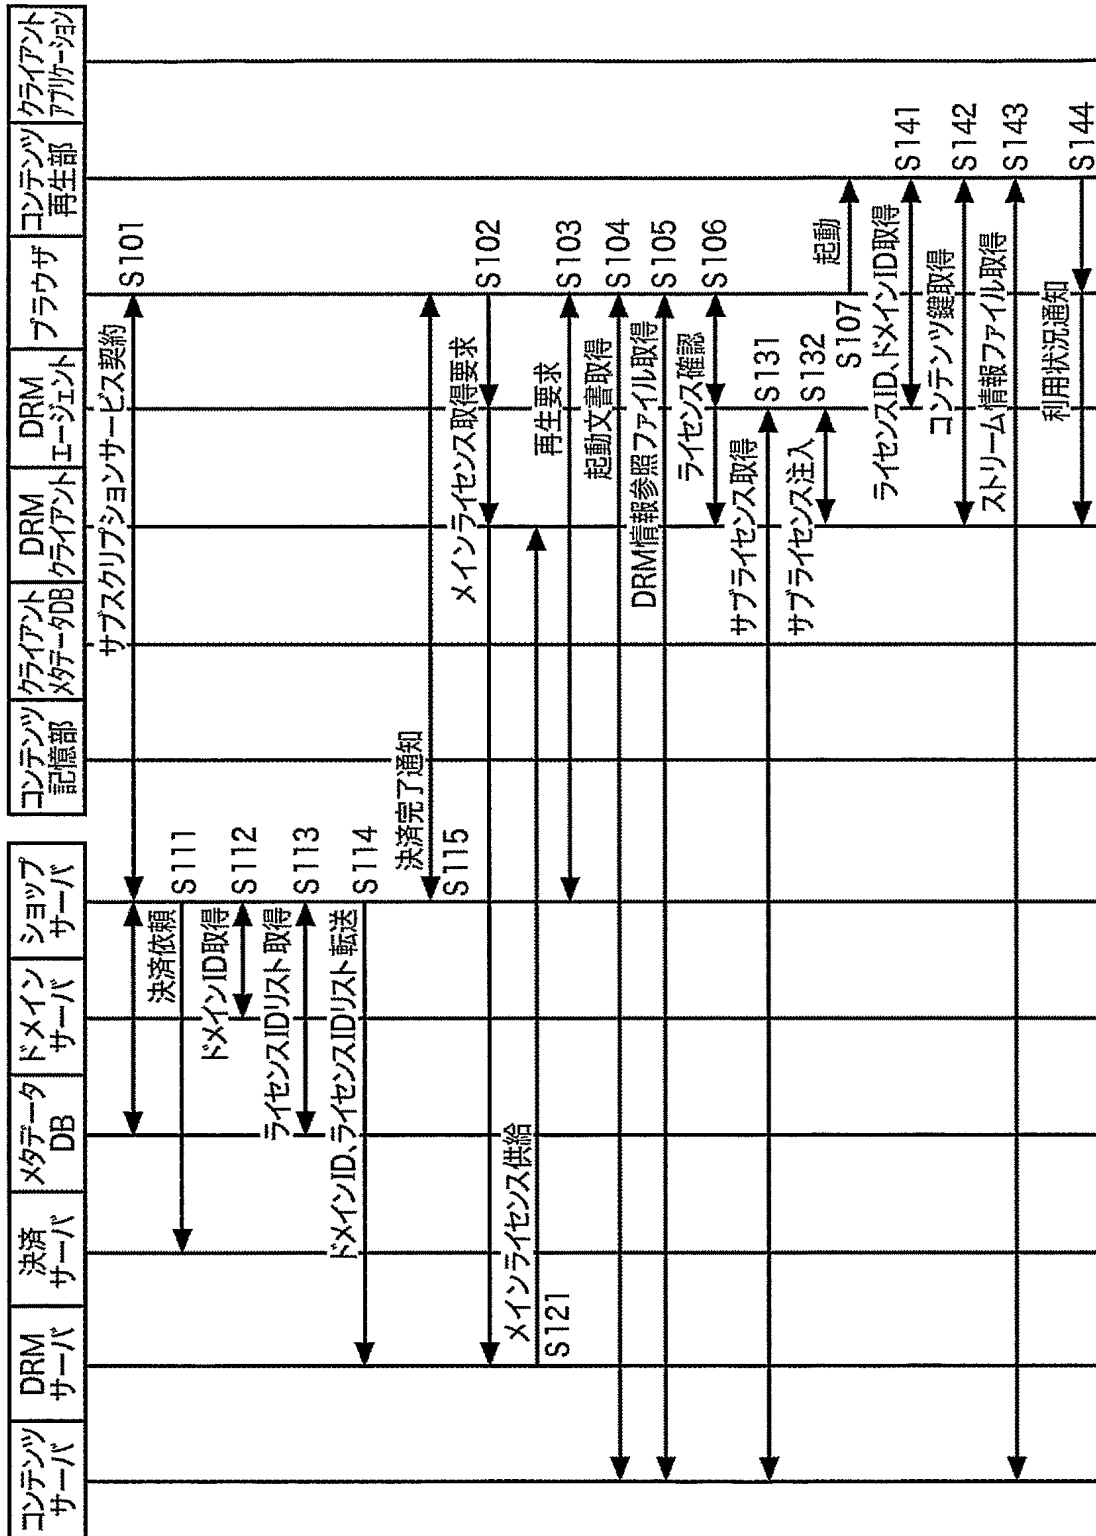 コンテンツ
サーバ
DRM
サーバ
決済
サーバ
メタデータ
DB
ドメイン
サーバ
ショップ
サーバ
コンテンツ
記憶部
クライアント
メタデータDB
DRM
クライアント
DRM
エージェント
ブラウザ
コンテンツ
再生部
クライアント
アプリケーション
サブスクリプションサービス契約
S101
決済依頼
S111
ドメインID取得
S112
ライセンスIDリスト取得
S113
ドメインID、ライセンスIDリスト転送
S114
決済完了通知
S115
メインライセンス取得要求
S102
メインライセンス供給
S121
再生要求
S103
起動文書取得
S104
DRM情報参照ファイル取得
S105
ライセンス確認
S106
サブライセンス取得
S131
サブライセンス注入
S132
起動
S107
ライセンスID、ドメインID取得
S141
コンテンツ鍵取得
S142
ストリーム情報ファイル取得
S143
利用状況通知
S144